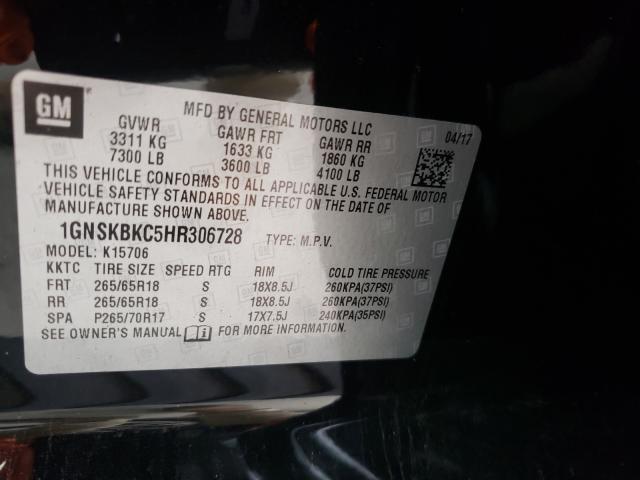 GM
MFD BY GENERAL MOTORS LLC
04/17
GVWR GAWR FRT GAWR RR
3311 KG 1633 KG 1860 KG
7300 LB 3600 LB 4100 LB
THIS VEHICLE CONFORMS TO ALL APPLICABLE U.S. FEDERAL MOTOR
VEHICLE SAFETY STANDARDS IN EFFECT ON THE DATE OF
MANUFACTURE SHOWN ABOVE.
1GNSKBKC5HR306728 TYPE: M.P.V.
MODEL: K15706
KKTC TIRE SIZE SPEED RTG RIM COLD TIRE PRESSURE
FRT 265/65R18 S 18X8.5J 260KPA(37PSI)
RR 265/65R18 S 18X8.5J 260KPA(37PSI)
SPA P265/70R17 S 17X7.5J 240KPA(35PSI)
SEE OWNER'S MANUAL FOR MORE INFORMATION.